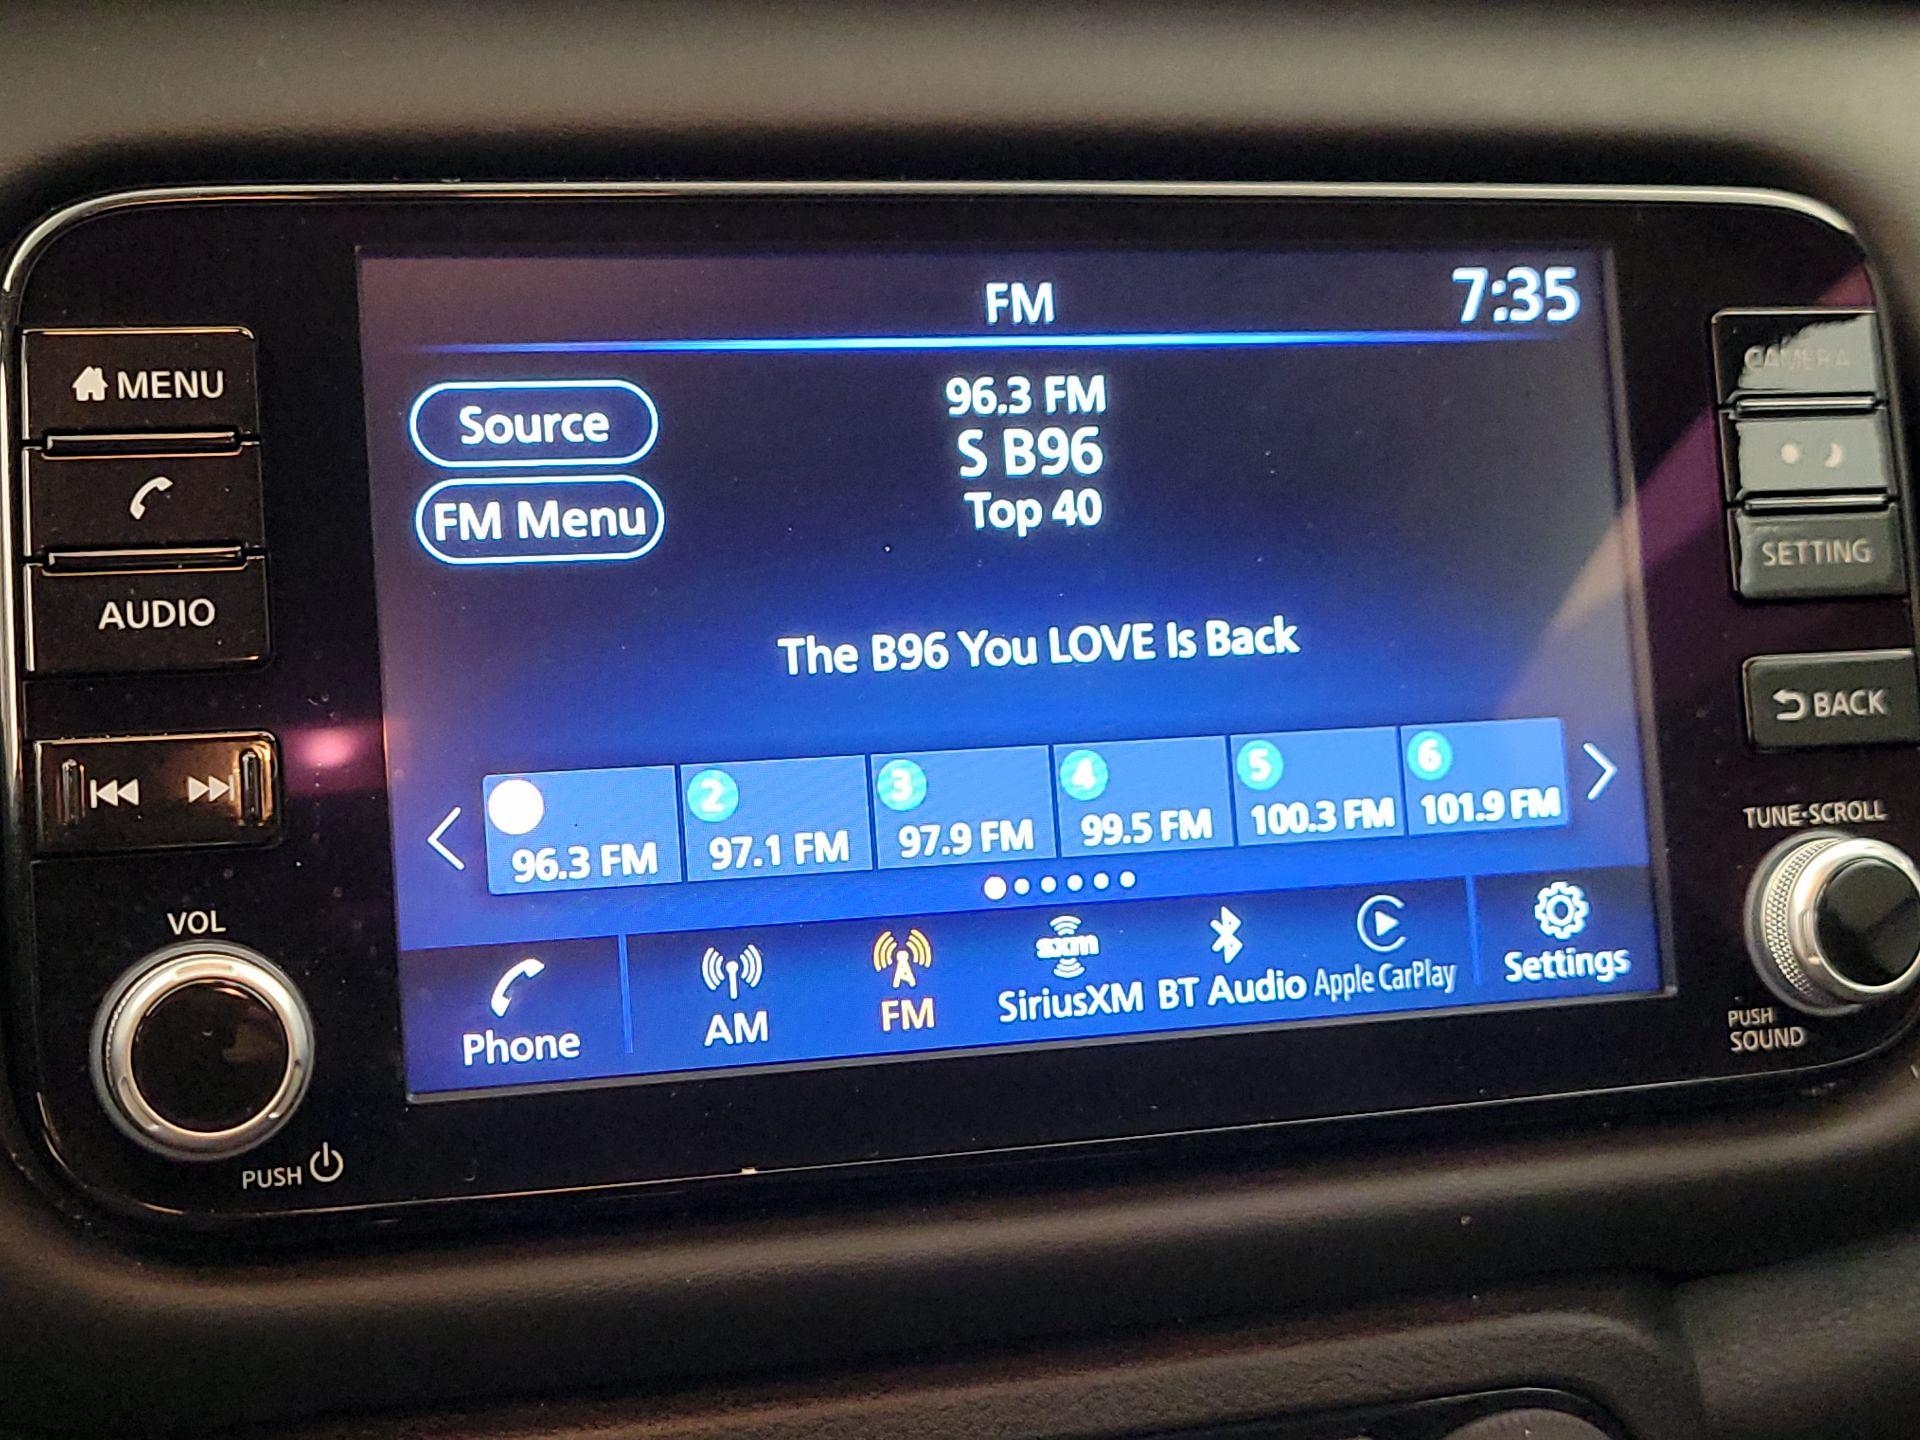 FM
7:35
MENU
CAMERA
Source
96.3 FM
S B96
FM Menu
Top 40
SETTING
AUDIO
The B96 You LOVE Is Back
BACK
2
3
4
5
6
96.3 FM
97.1 FM
97.9 FM
99.5 FM
100.3 FM
101.9 FM
TUNE·SCROLL
VOL
sxm
Phone
AM
FM
SiriusXM
BT Audio
Apple CarPlay
Settings
PUSH
SOUND
PUSH